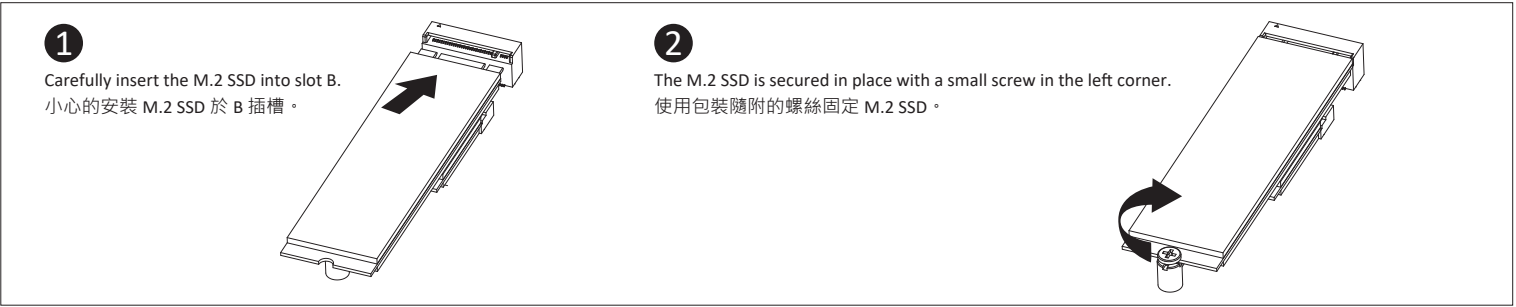 1
Carefully insert the M.2 SSD into slot B.
小心的安裝 M.2 SSD 於 B 插槽。
2
The M.2 SSD is secured in place with a small screw in the left corner.
使用包裝隨附的螺絲固定 M.2 SSD。